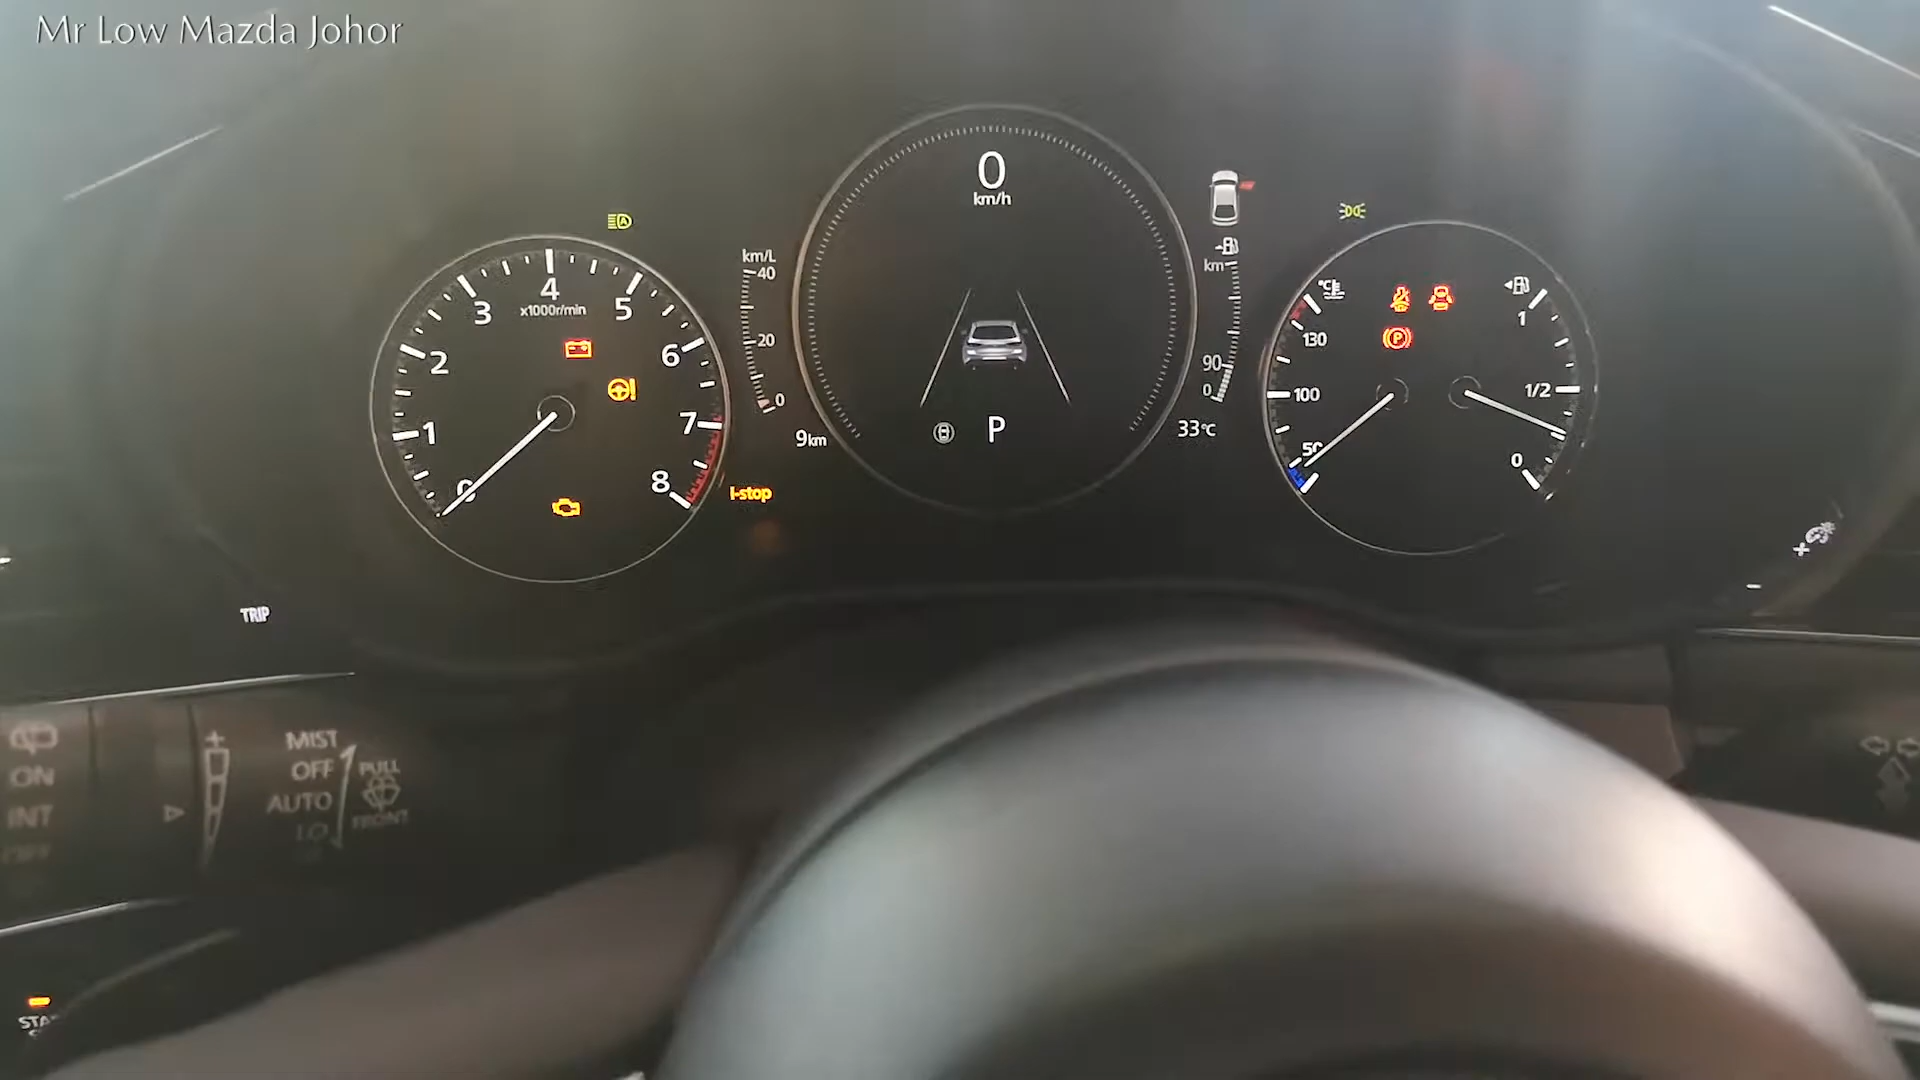 Mr Low Mazda Johor
0
km/h
km/L
40
20
0
9km
P
33℃
km
90
0
0
1
2
3
4
5
6
7
8
x1000r/min
i-stop
℃
130
100
50
P
1
1/2
0
TRIP
+
-
ON
INT
OFF
+
MIST
OFF
AUTO
LO
PULL
FRONT